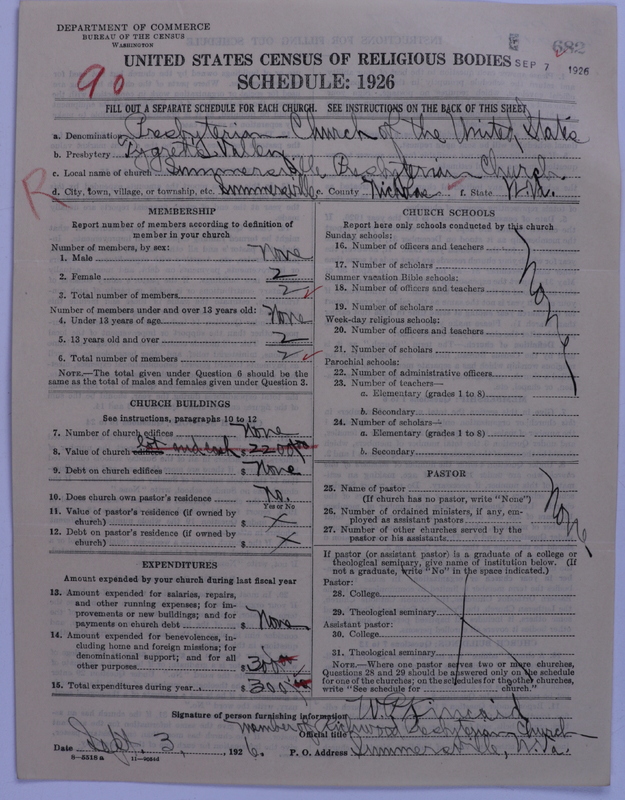 DEPARTMENT OF COMMERCE
BUREAU OF THE CENSUS
WASHINGTON
682
UNITED STATES CENSUS OF RELIGIOUS BODIES
SEP 7 1926
90
SCHEDULE: 1926
FILL OUT A SEPARATE SCHEDULE FOR EACH CHURCH. SEE INSTRUCTIONS ON THE BACK OF THIS SHEET
a. Denomination Presbyterian Church of the United States
b. Presbytery Tygrets Valley
c. Local name of church Summersville Presbyterian Church
R
d. City, town, village, or township, etc. Summersville e. County Nicholas f. State W.Va.
MEMBERSHIP
Report number of members according to definition of
member in your church
Number of members, by sex:
1. Male None
2. Female 2
3. Total number of members 2
Number of members under and over 13 years old:
4. Under 13 years of age None
5. 13 years old and over 2
6. Total number of members 2
NOTE.—The total given under Question 6 should be the
same as the total of males and females given under Question 3.
CHURCH BUILDINGS
See instructions, paragraphs 10 to 12
7. Number of church edifices None
lot and cash
8. Value of church edifices $ 2200.00
9. Debt on church edifices $ None
10. Does church own pastor's residence No.
Yes or No
11. Value of pastor's residence (if owned by
church) $ X
12. Debt on pastor's residence (if owned by
church) $ X
EXPENDITURES
Amount expended by your church during last fiscal year
13. Amount expended for salaries, repairs,
and other running expenses; for im-
provements or new buildings; and for
payments on church debt $ None
14. Amount expended for benevolences, in-
cluding home and foreign missions; for
denominational support; and for all
other purposes $ 300
15. Total expenditures during year $ 300
CHURCH SCHOOLS
Report here only schools conducted by this church
Sunday schools:
16. Number of officers and teachers
17. Number of scholars
Summer vacation Bible schools:
18. Number of officers and teachers
19. Number of scholars
Week-day religious schools:
20. Number of officers and teachers
21. Number of scholars
Parochial schools:
22. Number of administrative officers
23. Number of teachers—
a. Elementary (grades 1 to 8)
b. Secondary
24. Number of scholars—
a. Elementary (grades 1 to 8)
b. Secondary
None
PASTOR
25. Name of pastor
(If church has no pastor, write "None")
26. Number of ordained ministers, if any, em-
ployed as assistant pastors
27. Number of other churches served by the
pastor or his assistants
None
If pastor (or assistant pastor) is a graduate of a college or
theological seminary, give name of institution below. (If
not a graduate, write "No" in the space indicated.)
Pastor:
28. College
29. Theological seminary
Assistant pastor:
30. College
31. Theological seminary
NOTE.—Where one pastor serves two or more churches,
Questions 28 and 29 should be answered only on the schedule
for one of the churches; on the schedules for the other churches,
write "See schedule for church."
Signature of person furnishing information Kincaid
Official title member of Richwood Presbyterian Church
Date Sept. 3, 1926. P. O. Address Summersville, W.Va.
8—5518 a